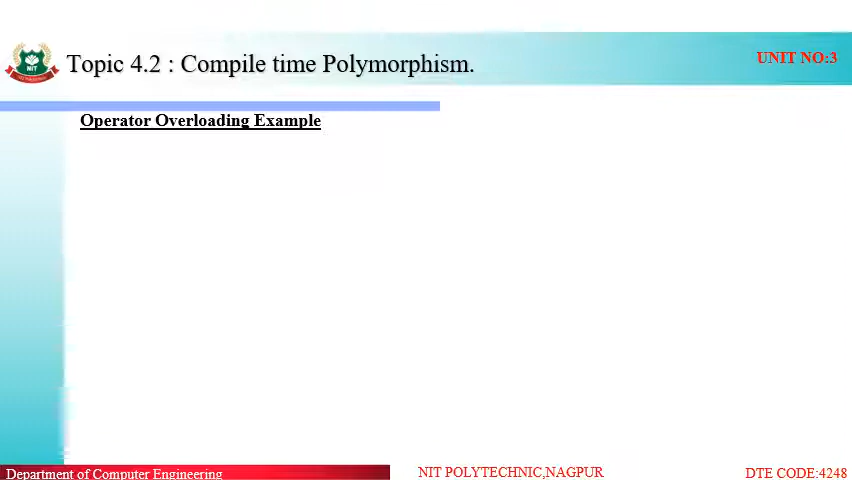 Topic 4.2 : Compile time Polymorphism.
UNIT NO:3
NIT
Operator Overloading Example
Department of Computer Engineering
NIT POLYTECHNIC,NAGPUR
DTE CODE:4248